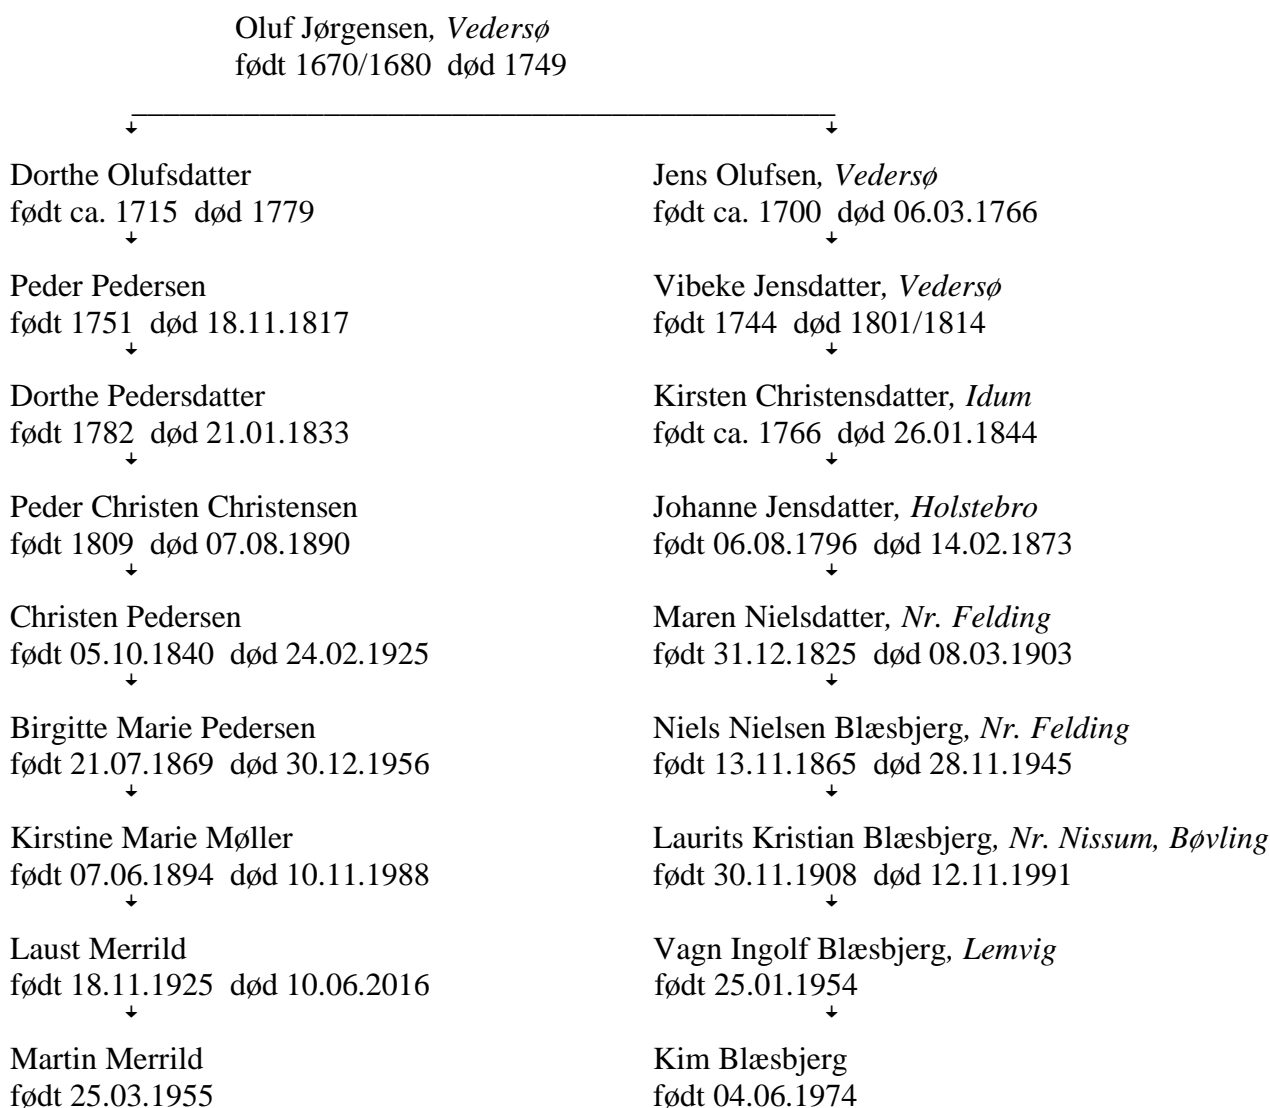 Oluf Jørgensen, Vedersø
født 1670/1680 død 1749
Dorthe Olufsdatter
født ca. 1715 død 1779
Jens Olufsen, Vedersø
født ca. 1700 død 06.03.1766
Peder Pedersen
født 1751 død 18.11.1817
Vibeke Jensdatter, Vedersø
født 1744 død 1801/1814
Dorthe Pedersdatter
født 1782 død 21.01.1833
Kirsten Christensdatter, Idum
født ca. 1766 død 26.01.1844
Peder Christen Christensen
født 1809 død 07.08.1890
Johanne Jensdatter, Holstebro
født 06.08.1796 død 14.02.1873
Christen Pedersen
født 05.10.1840 død 24.02.1925
Maren Nielsdatter, Nr. Felding
født 31.12.1825 død 08.03.1903
Birgitte Marie Pedersen
født 21.07.1869 død 30.12.1956
Niels Nielsen Blæsbjerg, Nr. Felding
født 13.11.1865 død 28.11.1945
Kirstine Marie Møller
født 07.06.1894 død 10.11.1988
Laurits Kristian Blæsbjerg, Nr. Nissum, Bøvling
født 30.11.1908 død 12.11.1991
Laust Merrild
født 18.11.1925 død 10.06.2016
Vagn Ingolf Blæsbjerg, Lemvig
født 25.01.1954
Martin Merrild
født 25.03.1955
Kim Blæsbjerg
født 04.06.1974